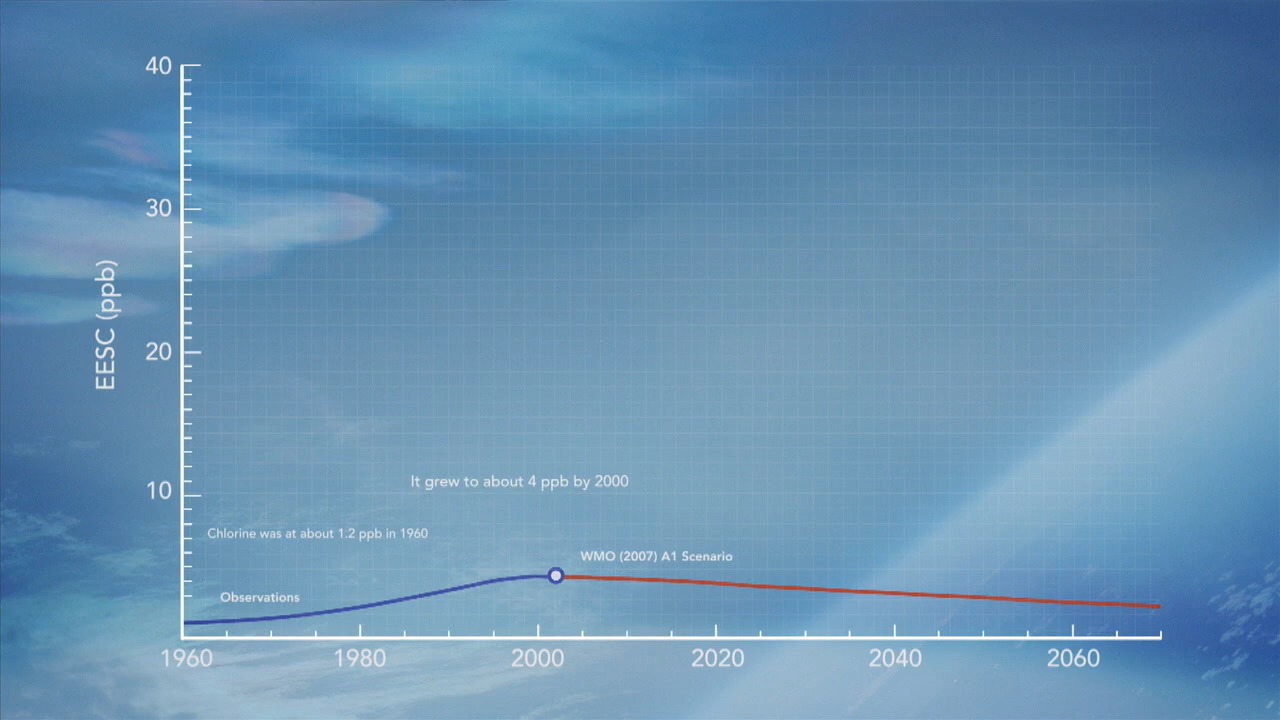 40
30
20
10
EESC (ppb)
It grew to about 4 ppb by 2000
Chlorine was at about 1.2 ppb in 1960
WMO (2007) A1 Scenario
Observations
1960
1980
2000
2020
2040
2060